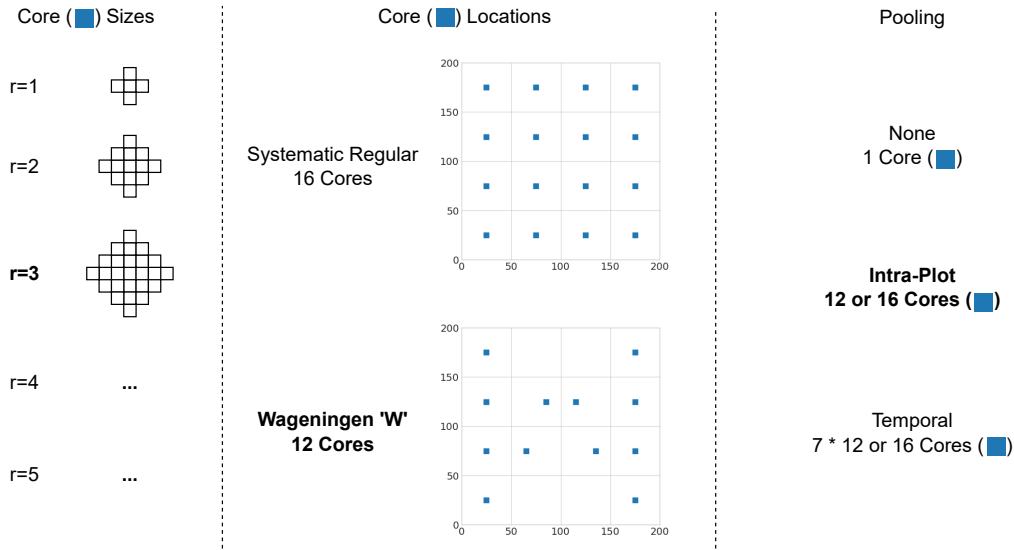 Core ( ) Sizes
r=1
r=2
r=3
r=4
...
r=5
...
Core ( ) Locations
Systematic Regular
16 Cores
200
150
100
50
0
0
50
100
150
200
Wageningen 'W'
12 Cores
200
150
100
50
0
0
50
100
150
200
Pooling
None
1 Core ( )
Intra-Plot
12 or 16 Cores ( )
Temporal
7 * 12 or 16 Cores ( )